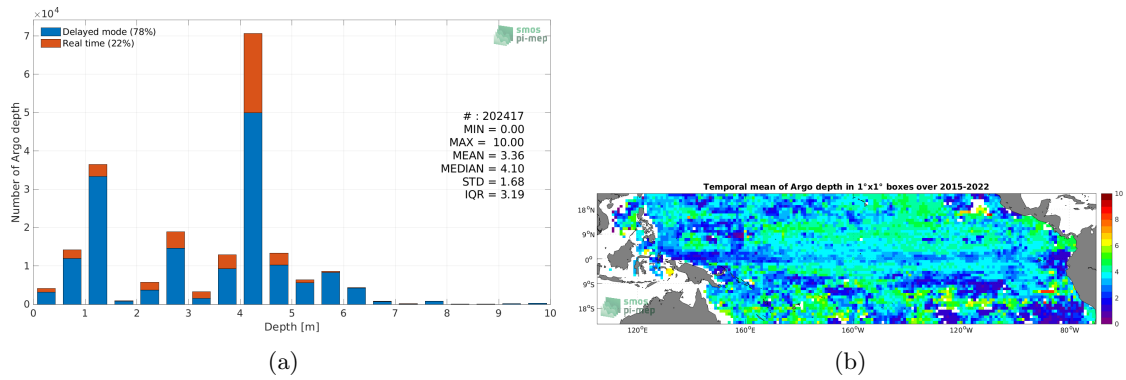 ×10⁴
Delayed mode (78%)
Real time (22%)
smos
pi-mep
7
6
5
4
3
2
1
0
Number of Argo depth
# : 202417
MIN = 0.00
MAX = 10.00
MEAN = 3.36
MEDIAN = 4.10
STD = 1.68
IQR = 3.19
0 1 2 3 4 5 6 7 8 9 10
Depth [m]
(a)
Temporal mean of Argo depth in 1°x1° boxes over 2015-2022
18°N
9°N
0°
9°S
18°S
smos
pi-mep
120°E 160°E 160°W 120°W 80°W
10
8
6
4
2
0
(b)